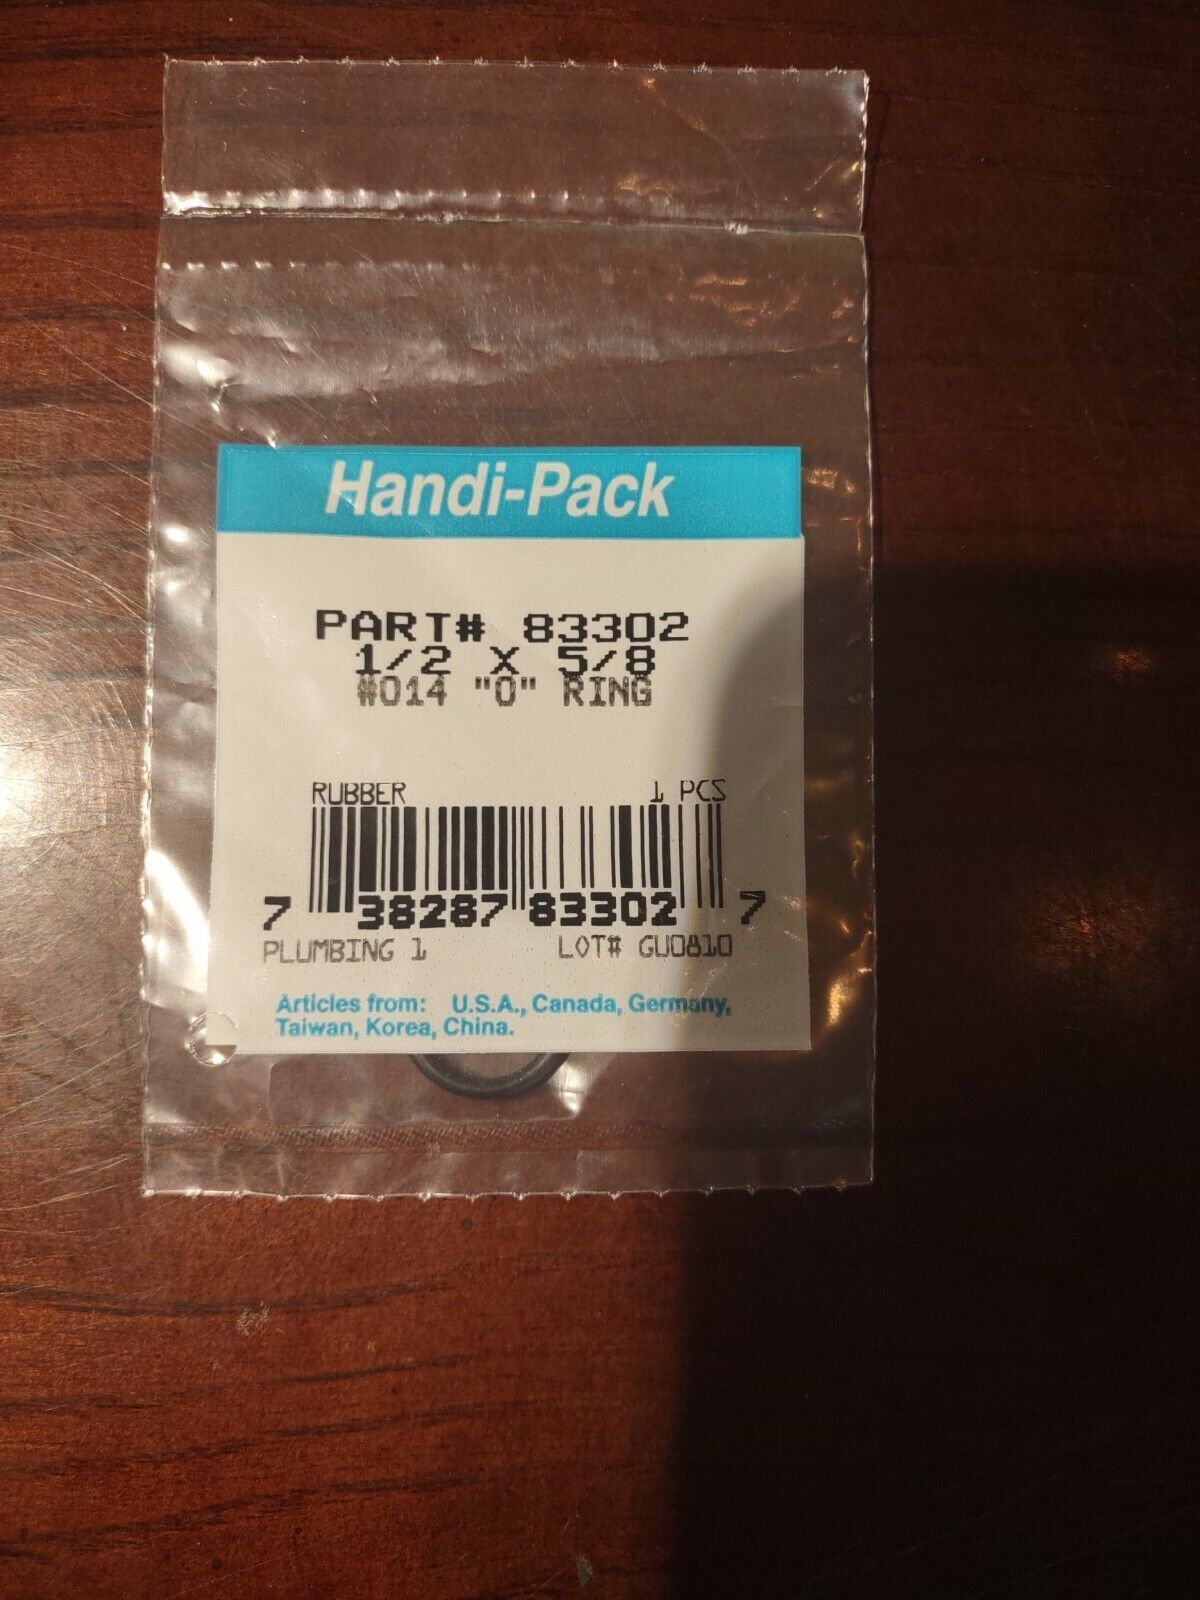 Handi-Pack
PART# 83302
1/2 X 5/8
#014 "O" RING
RUBBER 1 PCS
7 38287 83302 7
PLUMBING 1 LOT# GU0810
Articles from: U.S.A., Canada, Germany,
Taiwan, Korea, China.